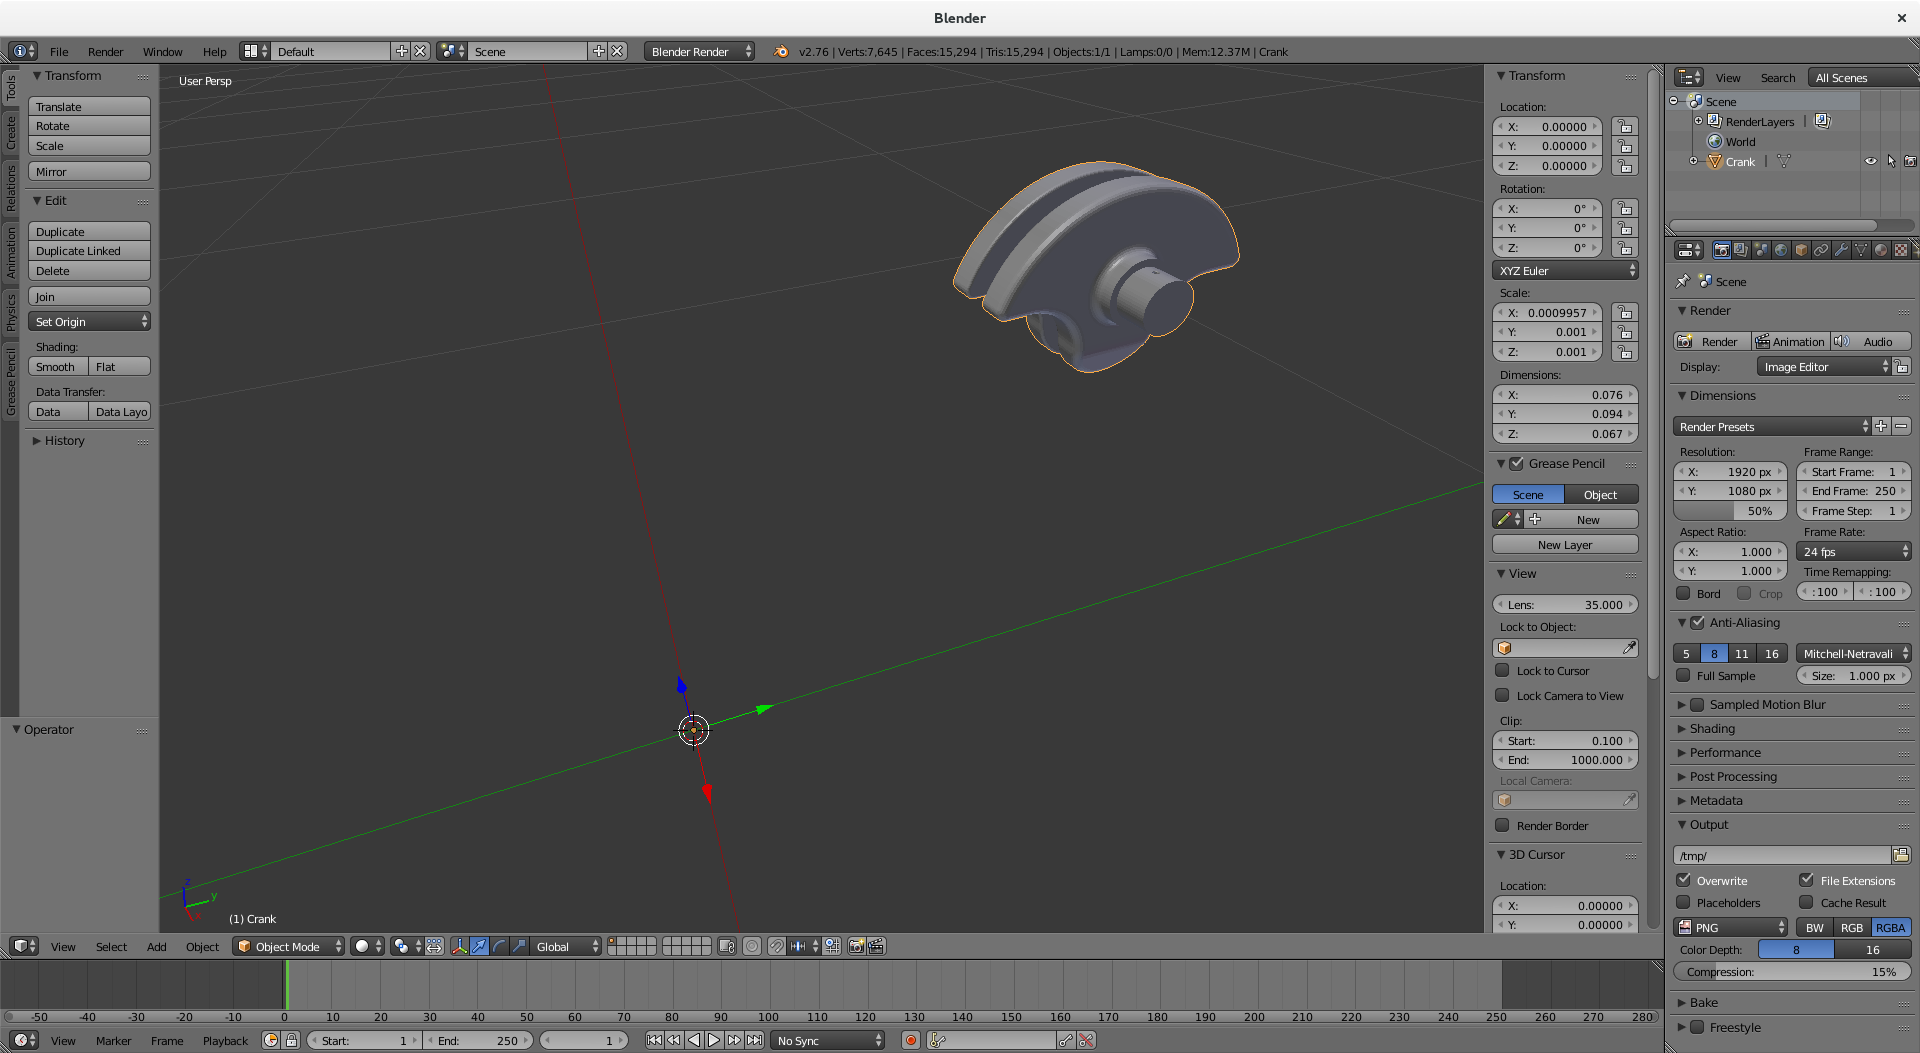 Blender
File Render Window Help Default Scene Blender Render v2.76 | Verts:7,645 | Faces:15,294 | Tris:15,294 | Objects:1/1 | Lamps:0/0 | Mem:12.37M | Crank
Tools
Create
Relations
Animation
Physics
Grease Pencil
Transform
Translate
Rotate
Scale
Mirror
Edit
Duplicate
Duplicate Linked
Delete
Join
Set Origin
Shading:
Smooth Flat
Data Transfer:
Data Data Layo
History
Operator
User Persp
z
y
x
(1) Crank
Transform
Location:
X: 0.00000
Y: 0.00000
Z: 0.00000
Rotation:
X: 0°
Y: 0°
Z: 0°
XYZ Euler
Scale:
X: 0.0009957
Y: 0.001
Z: 0.001
Dimensions:
X: 0.076
Y: 0.094
Z: 0.067
Grease Pencil
Scene Object
New
New Layer
View
Lens: 35.000
Lock to Object:
Lock to Cursor
Lock Camera to View
Clip:
Start: 0.100
End: 1000.000
Local Camera:
Render Border
3D Cursor
Location:
X: 0.00000
Y: 0.00000
View Search All Scenes
Scene
RenderLayers |
World
Crank |
Scene
Render
Render Animation Audio
Display: Image Editor
Dimensions
Render Presets
Resolution: Frame Range:
X: 1920 px Start Frame: 1
Y: 1080 px End Frame: 250
50% Frame Step: 1
Aspect Ratio: Frame Rate:
X: 1.000 24 fps
Y: 1.000 Time Remapping:
Bord Crop :100 :100
Anti-Aliasing
5 8 11 16 Mitchell-Netravali
Full Sample Size: 1.000 px
Sampled Motion Blur
Shading
Performance
Post Processing
Metadata
Output
/tmp/
Overwrite File Extensions
Placeholders Cache Result
PNG BW RGB RGBA
Color Depth: 8 16
Compression: 15%
Bake
Freestyle
View Select Add Object Object Mode Global
-50 -40 -30 -20 -10 0 10 20 30 40 50 60 70 80 90 100 110 120 130 140 150 160 170 180 190 200 210 220 230 240 250 260 270 280
View Marker Frame Playback Start: 1 End: 250 1 No Sync